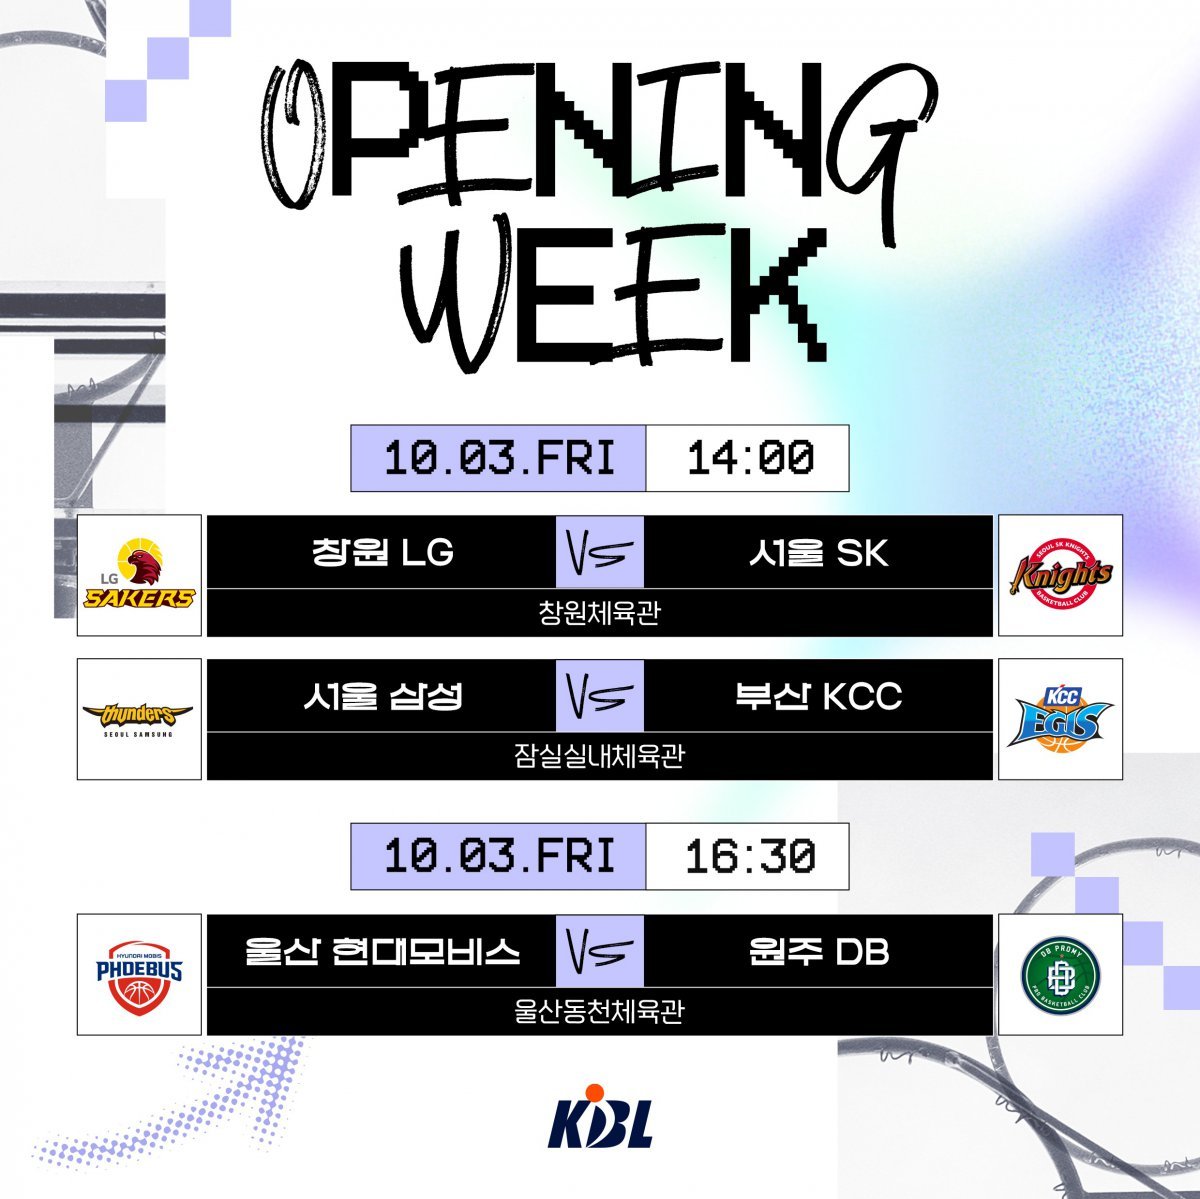 OPENING
WEEK
10.03.FRI 14:00
LG
SAKERS
창원 LG VS 서울 SK
창원체육관
SEOUL SK KNIGHTS
Knights
BASKETBALL CLUB
thunders
SEOUL SAMSUNG
서울 삼성 VS 부산 KCC
잠실실내체육관
KCC
EGIS
10.03.FRI 16:30
HYUNDAI MOBIS
PHOEBUS
울산 현대모비스 VS 원주 DB
울산동천체육관
DB PROMY
DB
PRO BASKETBALL CLUB
KBL